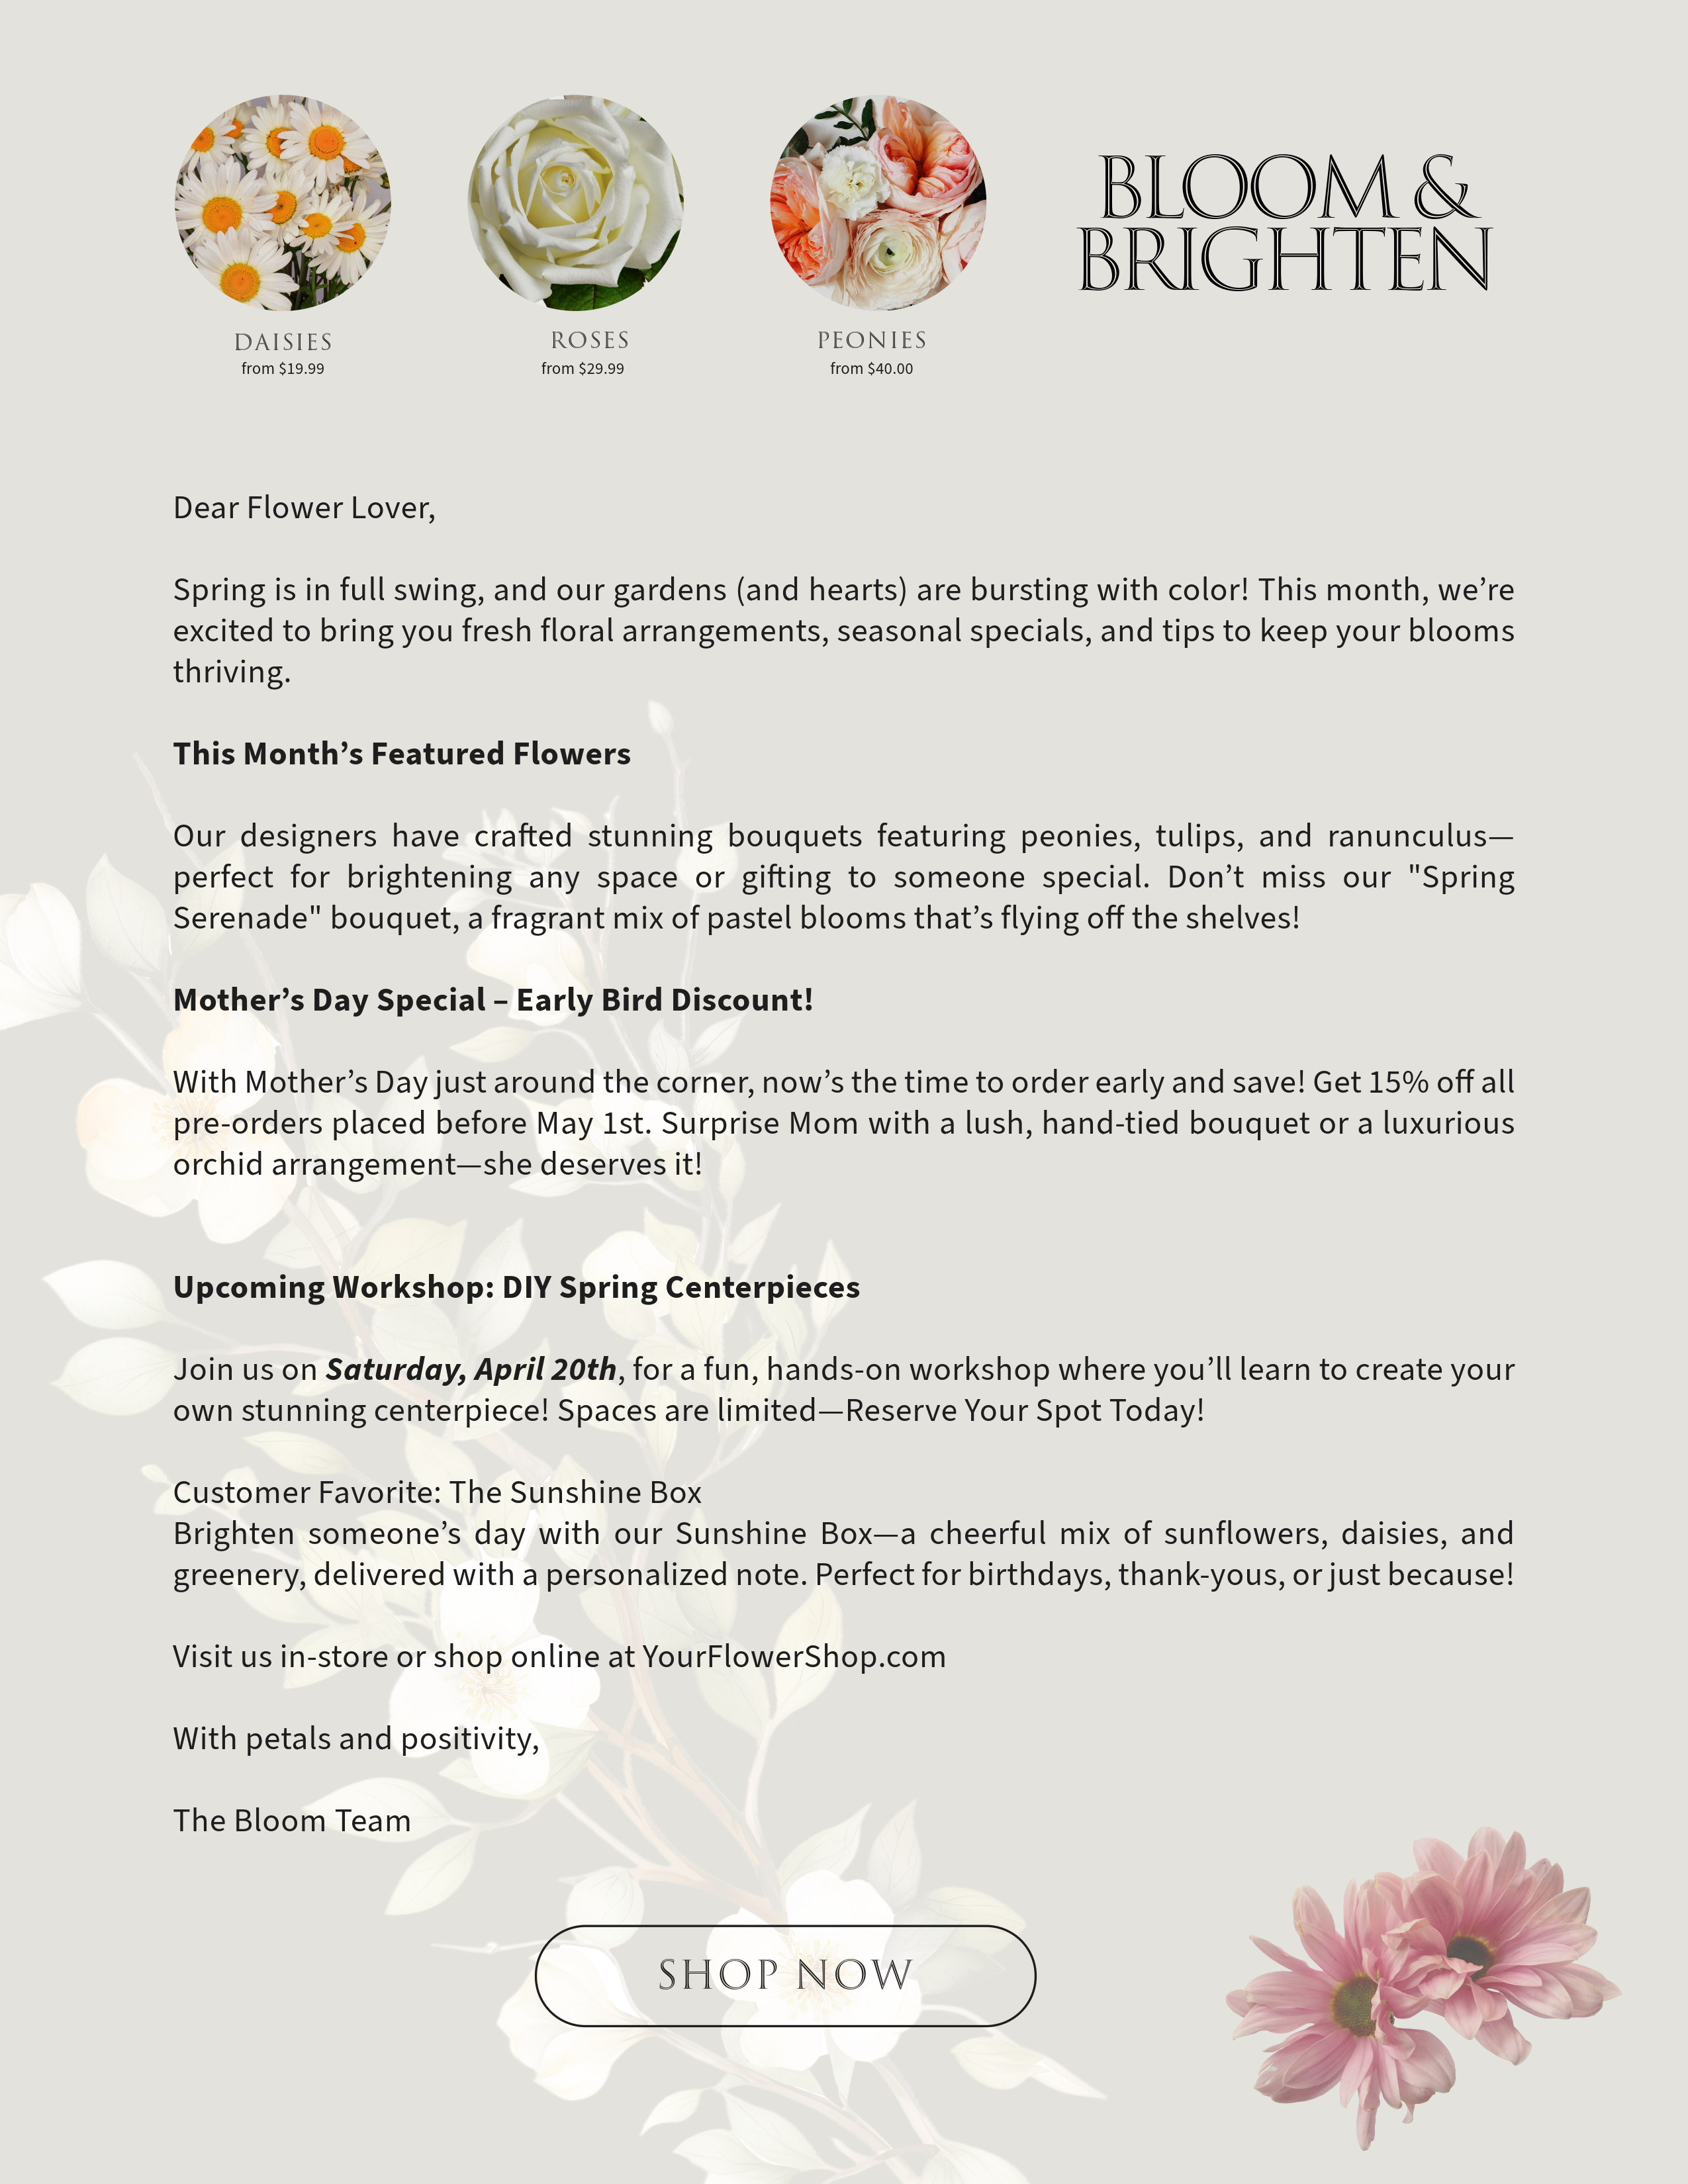 BLOOM &
BRIGHTEN
DAISIES
from $19.99
ROSES
from $29.99
PEONIES
from $40.00
Dear Flower Lover,
Spring is in full swing, and our gardens (and hearts) are bursting with color! This month, we’re
excited to bring you fresh floral arrangements, seasonal specials, and tips to keep your blooms
thriving.
This Month’s Featured Flowers
Our designers have crafted stunning bouquets featuring peonies, tulips, and ranunculus—
perfect for brightening any space or gifting to someone special. Don’t miss our "Spring
Serenade" bouquet, a fragrant mix of pastel blooms that’s flying off the shelves!
Mother’s Day Special – Early Bird Discount!
With Mother’s Day just around the corner, now’s the time to order early and save! Get 15% off all
pre-orders placed before May 1st. Surprise Mom with a lush, hand-tied bouquet or a luxurious
orchid arrangement—she deserves it!
Upcoming Workshop: DIY Spring Centerpieces
Join us on Saturday, April 20th, for a fun, hands-on workshop where you’ll learn to create your
own stunning centerpiece! Spaces are limited—Reserve Your Spot Today!
Customer Favorite: The Sunshine Box
Brighten someone’s day with our Sunshine Box—a cheerful mix of sunflowers, daisies, and
greenery, delivered with a personalized note. Perfect for birthdays, thank-yous, or just because!
Visit us in-store or shop online at YourFlowerShop.com
With petals and positivity,
The Bloom Team
SHOP NOW